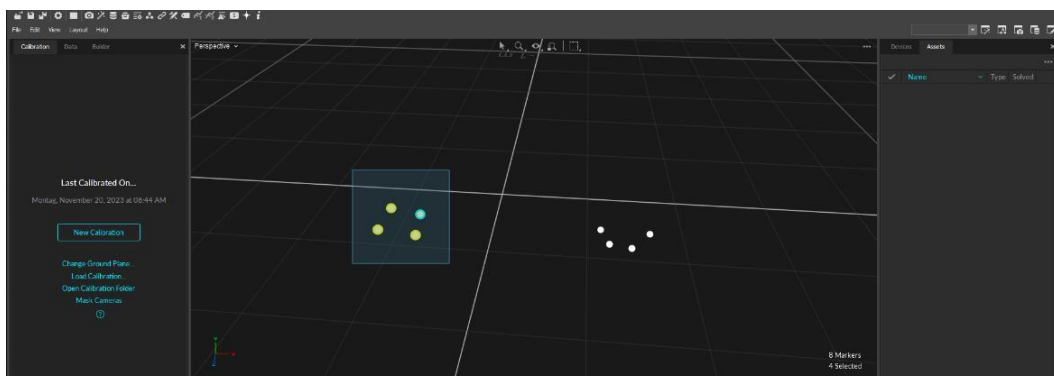 File Edit View Layout Help
Calibration Data Builder
Perspective
Devices Assets
Name Type Solved
Last Calibrated On...
Montag, November 20, 2023 at 08:44 AM
New Calibration
Change Ground Plane...
Load Calibration...
Open Calibration Folder
Mask Cameras
Y
X
Z
8 Markers
4 Selected